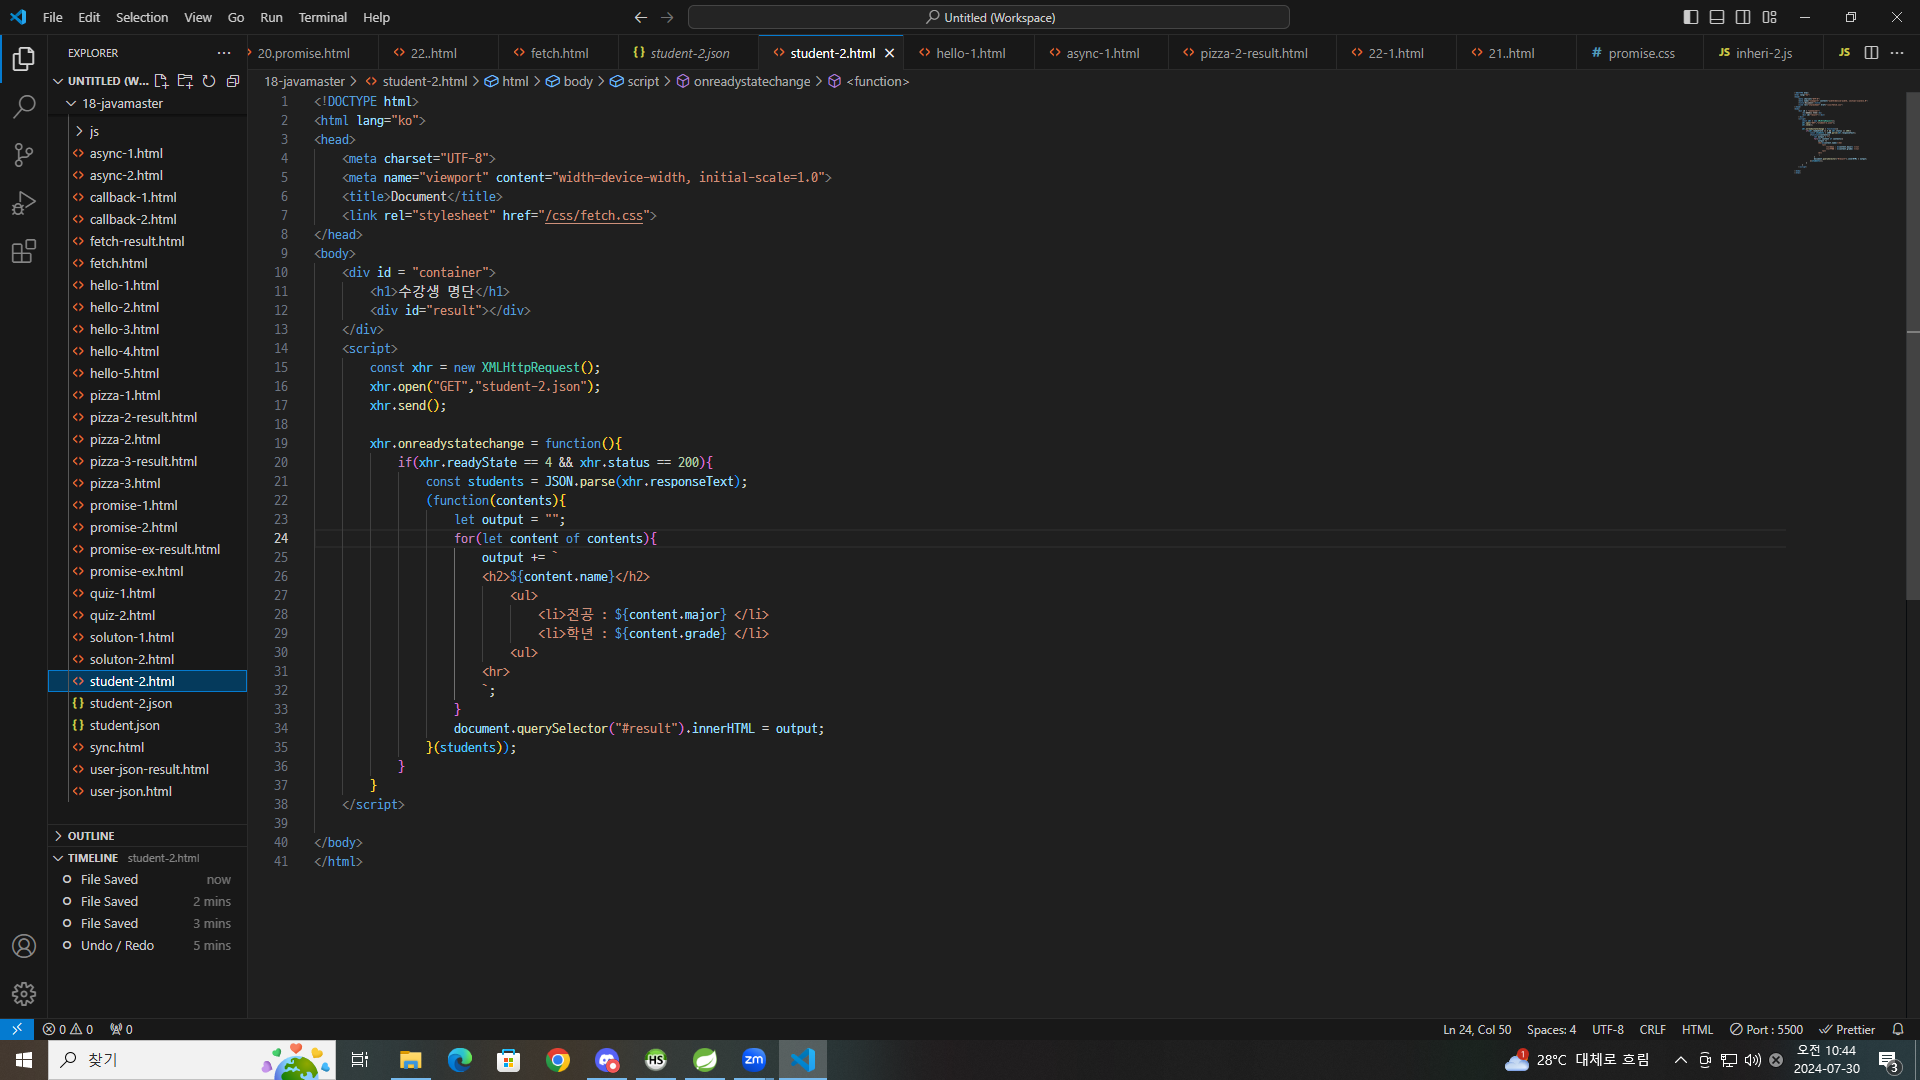 File Edit Selection View Go Run Terminal Help
Untitled (Workspace)
EXPLORER
20.promise.html 22..html fetch.html student-2.json student-2.html hello-1.html async-1.html pizza-2-result.html 22-1.html 21..html promise.css inheri-2.js JS
UNTITLED (W...
18-javamaster > student-2.html > html > body > script > onreadystatechange > <function>
18-javamaster
js
async-1.html
async-2.html
callback-1.html
callback-2.html
fetch-result.html
fetch.html
hello-1.html
hello-2.html
hello-3.html
hello-4.html
hello-5.html
pizza-1.html
pizza-2-result.html
pizza-2.html
pizza-3-result.html
pizza-3.html
promise-1.html
promise-2.html
promise-ex-result.html
promise-ex.html
quiz-1.html
quiz-2.html
soluton-1.html
soluton-2.html
student-2.html
student-2.json
student.json
sync.html
user-json-result.html
user-json.html
OUTLINE
TIMELINE student-2.html
File Saved now
File Saved 2 mins
File Saved 3 mins
Undo / Redo 5 mins
1 <!DOCTYPE html>
2 <html lang="ko">
3 <head>
4 <meta charset="UTF-8">
5 <meta name="viewport" content="width=device-width, initial-scale=1.0">
6 <title>Document</title>
7 <link rel="stylesheet" href="/css/fetch.css">
8 </head>
9 <body>
10 <div id = "container">
11 <h1>수강생 명단</h1>
12 <div id="result"></div>
13 </div>
14 <script>
15 const xhr = new XMLHttpRequest();
16 xhr.open("GET","student-2.json");
17 xhr.send();
18
19 xhr.onreadystatechange = function(){
20 if(xhr.readyState == 4 && xhr.status == 200){
21 const students = JSON.parse(xhr.responseText);
22 (function(contents){
23 let output = "";
24 for(let content of contents){
25 output += `
26 <h2>${content.name}</h2>
27 <ul>
28 <li>전공 : ${content.major} </li>
29 <li>학년 : ${content.grade} </li>
30 <ul>
31 <hr>
32 `;
33 }
34 document.querySelector("#result").innerHTML = output;
35 }(students));
36 }
37 }
38 </script>
39
40 </body>
41 </html>
0 0 0
Ln 24, Col 50 Spaces: 4 UTF-8 CRLF HTML Port : 5500 Prettier
찾기
HS
zm
1
28°C 대체로 흐림
오전 10:44
2024-07-30
3